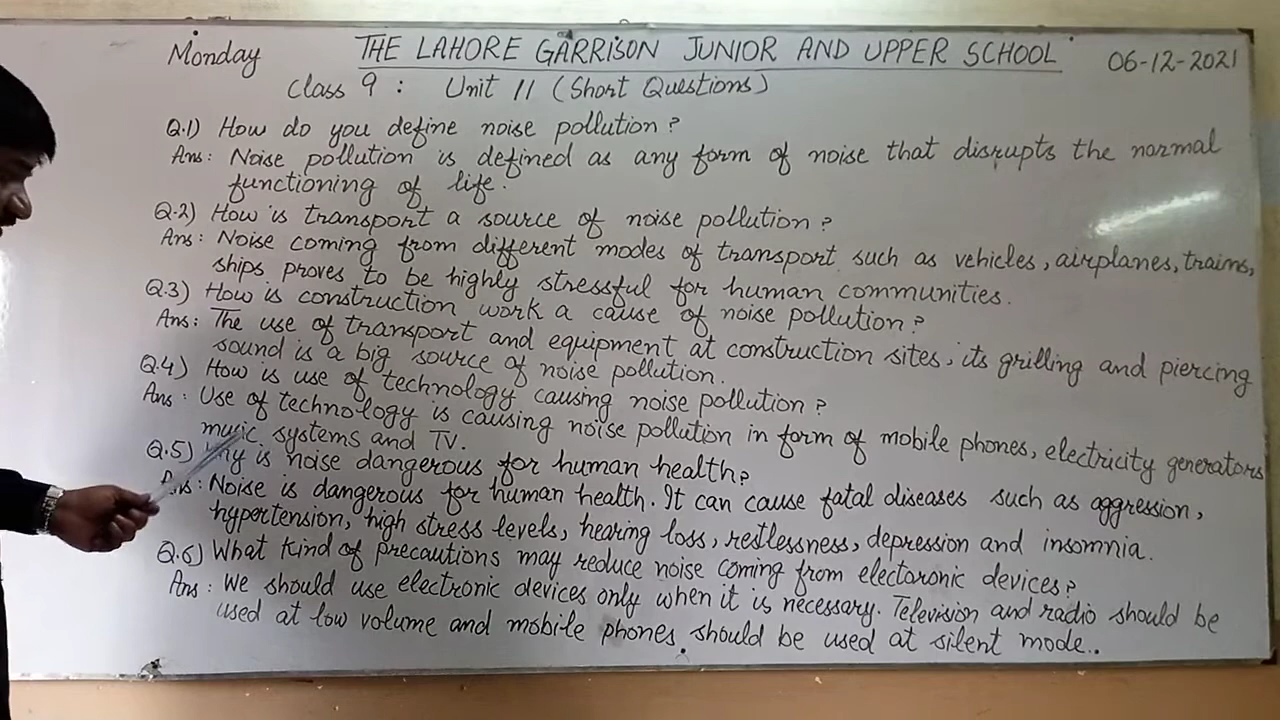 Monday THE LAHORE GARRISON JUNIOR AND UPPER SCHOOL 06-12-2021
Class 9 : Unit 11 (Short Questions)
Q.1) How do you define noise pollution?
Ans: Noise pollution is defined as any form of noise that disrupts the normal
functioning of life.
Q.2) How is transport a source of noise pollution?
Ans: Noise coming from different modes of transport such as vehicles, airplanes, trains,
ships proves to be highly stressful for human communities.
Q.3) How is construction work a cause of noise pollution?
Ans: The use of transport and equipment at construction sites, its grilling and piercing
sound is a big source of noise pollution.
Q.4) How is use of technology causing noise pollution?
Ans: Use of technology is causing noise pollution in form of mobile phones, electricity generators
music systems and TV.
Q.5) Why is noise dangerous for human health?
Ans: Noise is dangerous for human health. It can cause fatal diseases such as aggression,
hypertension, high stress levels, hearing loss, restlessness, depression and insomnia.
Q.6) What kind of precautions may reduce noise coming from electoronic devices?
Ans: We should use electronic devices only when it is necessary. Television and radio should be
used at low volume and mobile phones should be used at silent mode..